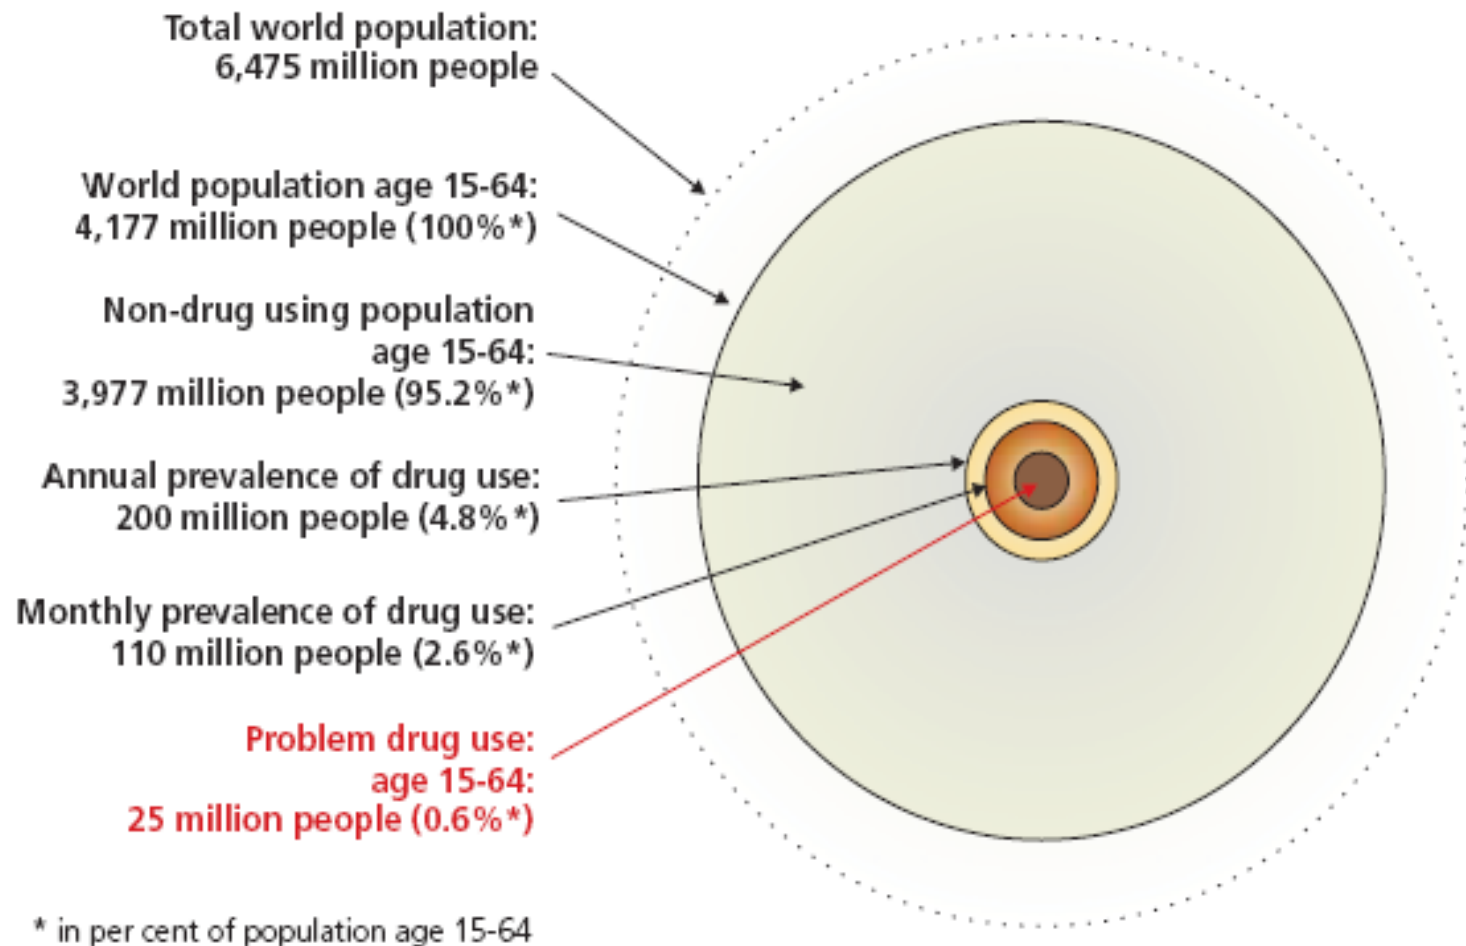 Total world population:
6,475 million people
World population age 15-64:
4,177 million people (100%*)
Non-drug using population
age 15-64:
3,977 million people (95.2%*)
Annual prevalence of drug use:
200 million people (4.8%*)
Monthly prevalence of drug use:
110 million people (2.6%*)
Problem drug use:
age 15-64:
25 million people (0.6%*)
* in per cent of population age 15-64